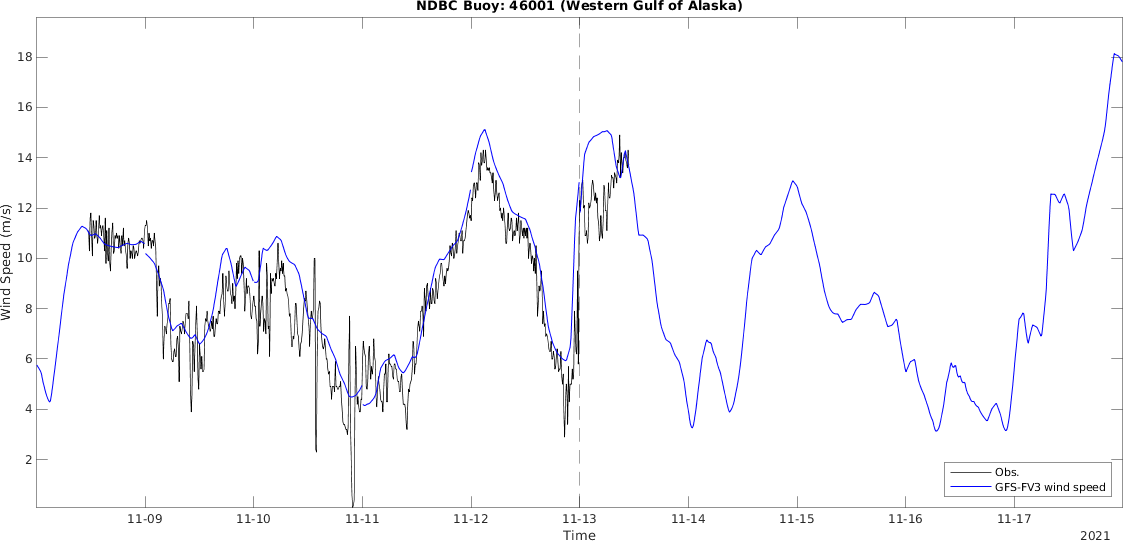 NDBC Buoy: 46001 (Western Gulf of Alaska)
18
16
14
12
10
8
6
4
2
Wind Speed (m/s)
Obs.
GFS-FV3 wind speed
11-09 11-10 11-11 11-12 11-13 11-14 11-15 11-16 11-17
Time
2021